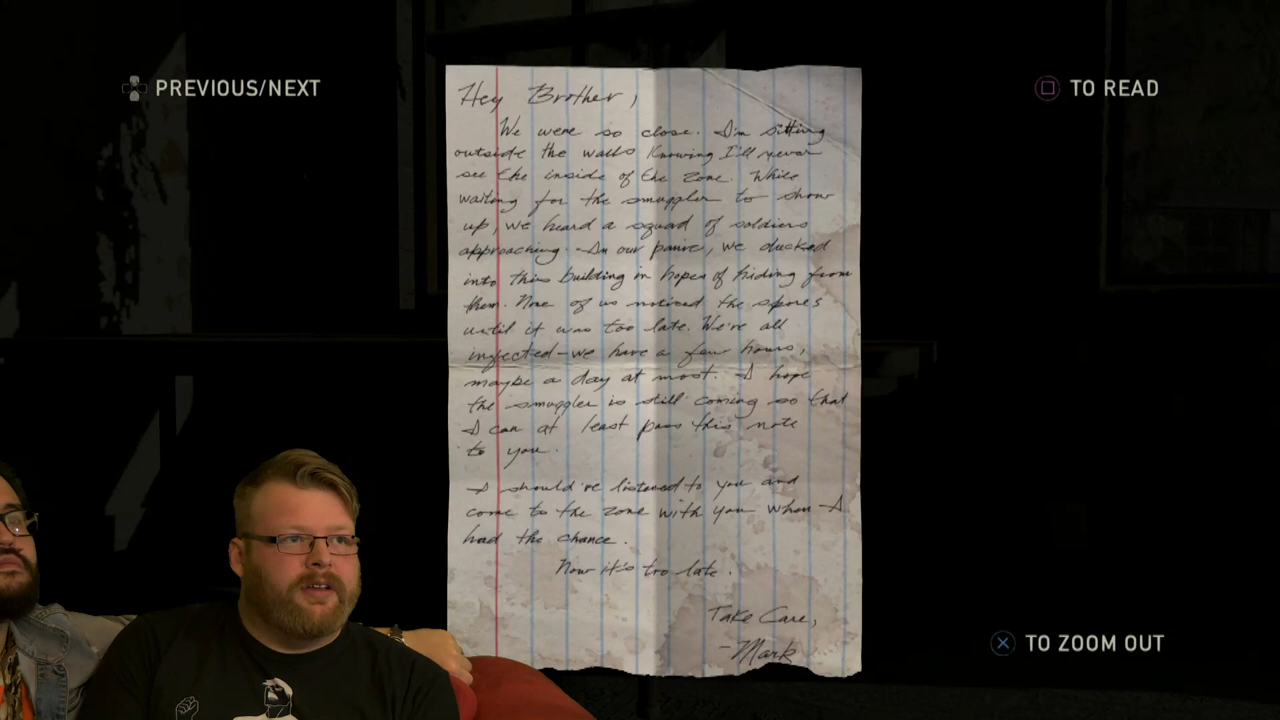 PREVIOUS/NEXT
TO READ
Hey Brother,
We were so close. I'm sitting
outside the walls knowing I'll never
see the inside of the zone. While
waiting for the smuggler to show
up, we heard a squad of soldiers
approaching. In our panic, we ducked
into this building in hopes of hiding from
them. None of us noticed the spores
until it was too late. We're all
infected-we have a few hours,
maybe a day at most. I hope
the smuggler is still coming so that
I can at least pass this note
to you.
I should've listened to you and
come to the zone with you when I
had the chance.
Now it's too late.
Take Care,
-Mark
TO ZOOM OUT